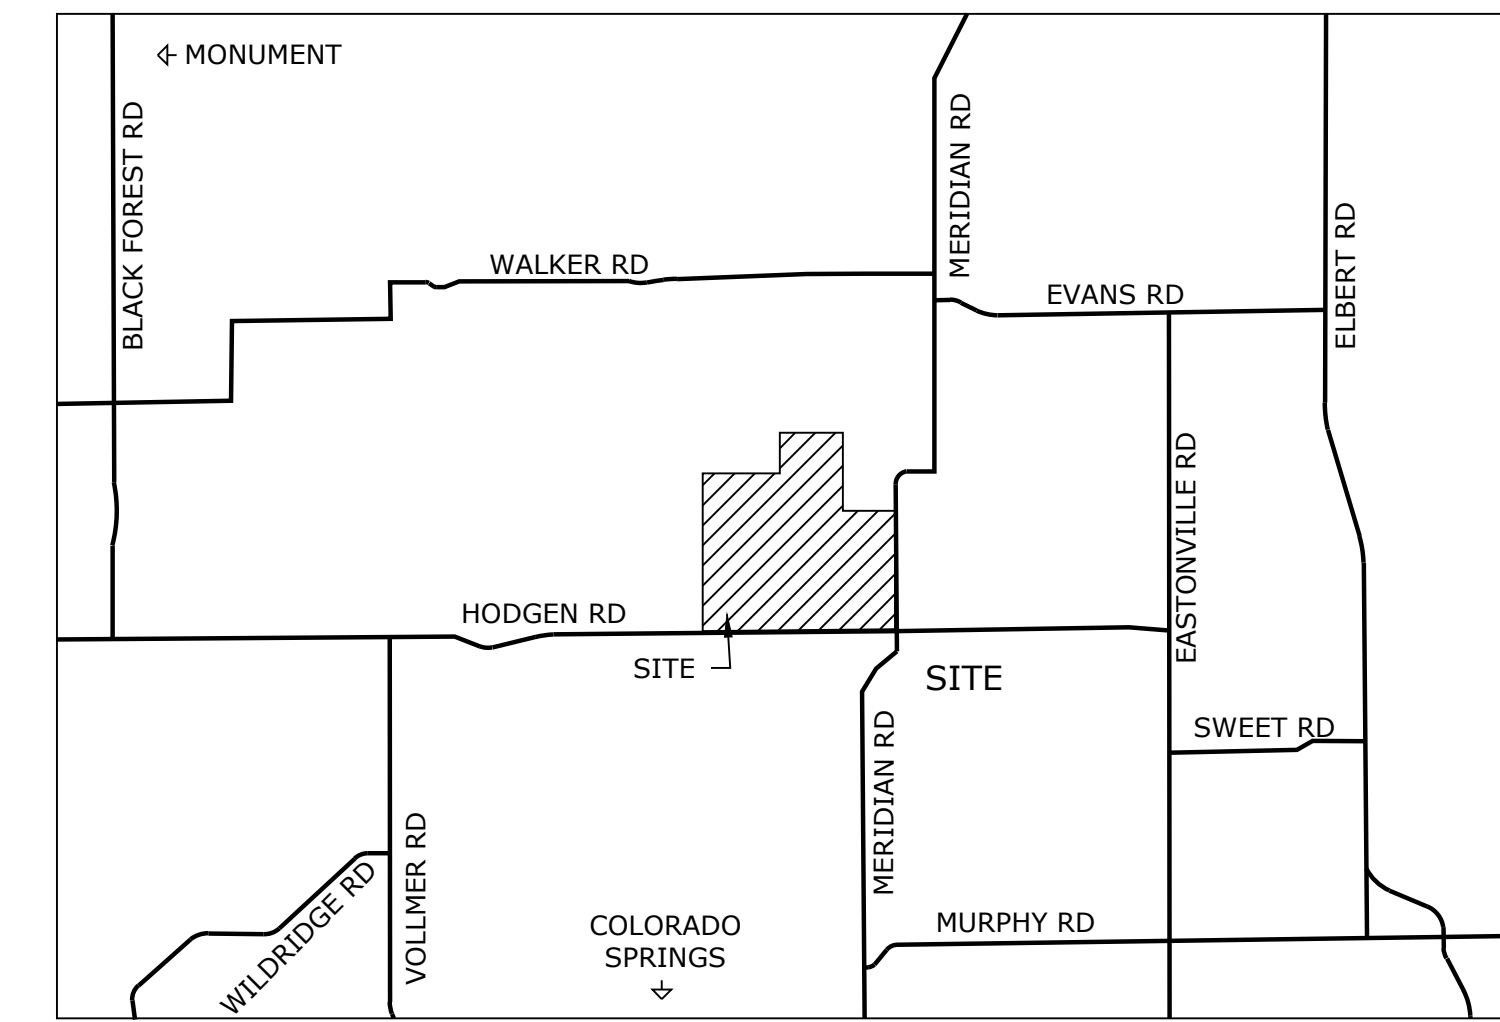 MONUMENT
BLACK FOREST RD
MERIDIAN RD
ELBERT RD
WALKER RD
EVANS RD
EASTONVILLE RD
HODGEN RD
SITE
SITE
SWEET RD
MERIDIAN RD
VOLLMER RD
WILDRIDGE RD
COLORADO
SPRINGS
MURPHY RD